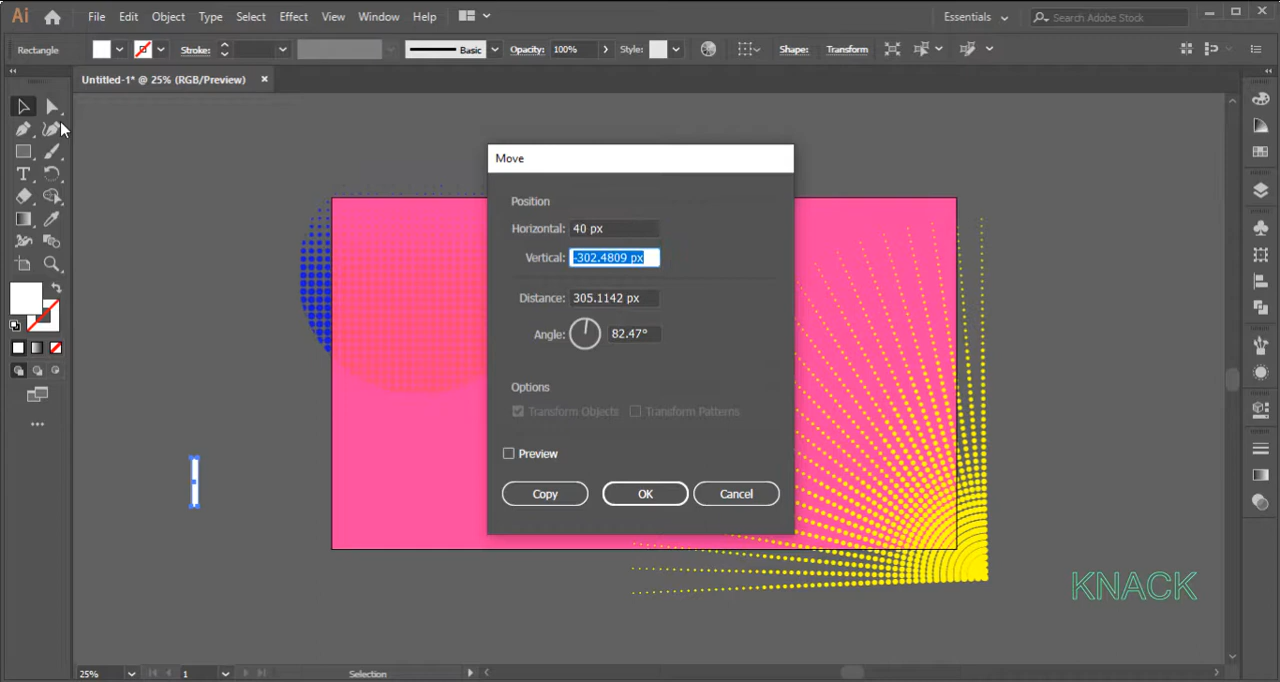 Ai File Edit Object Type Select Effect View Window Help Essentials Search Adobe Stock
Rectangle Stroke: Basic Opacity: 100% Style: Shape: Transform
Untitled-1* @ 25% (RGB/Preview) ×
Move
Position
Horizontal: 40 px
Vertical: -302.4809 px
Distance: 305.1142 px
Angle: 82.47°
Options
Transform Objects Transform Patterns
Preview
Copy OK Cancel
KNACK
25% 1 Selection